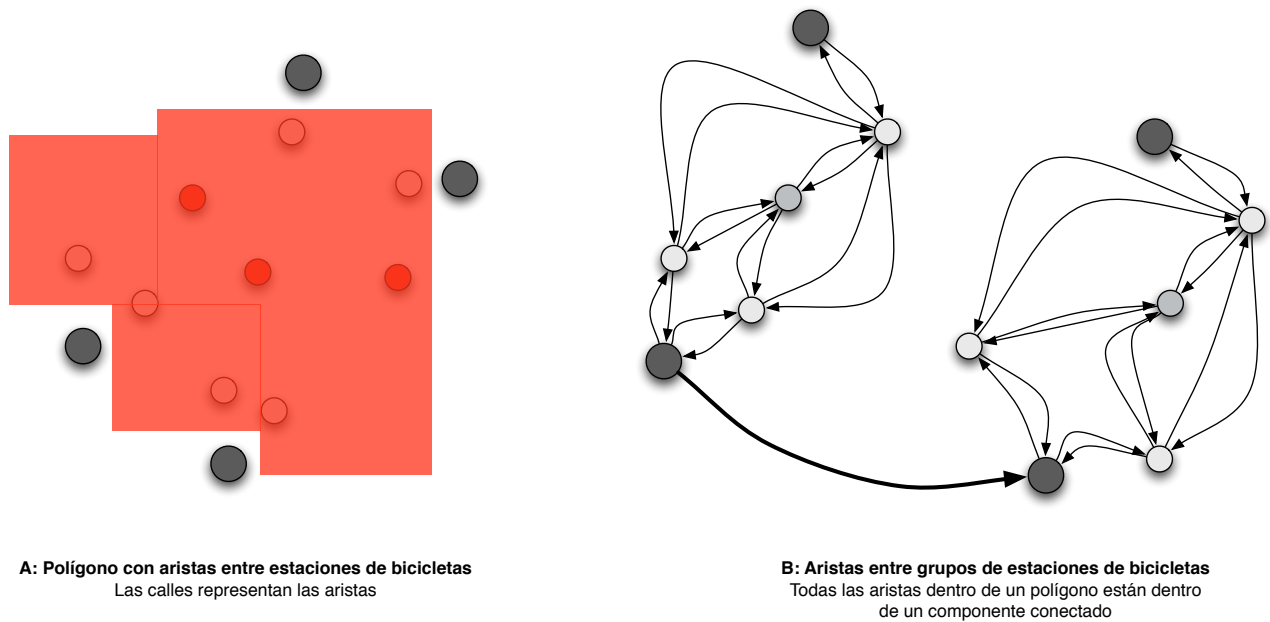 A: Polígono con aristas entre estaciones de bicicletas
Las calles representan las aristas
B: Aristas entre grupos de estaciones de bicicletas
Todas las aristas dentro de un polígono están dentro
de un componente conectado